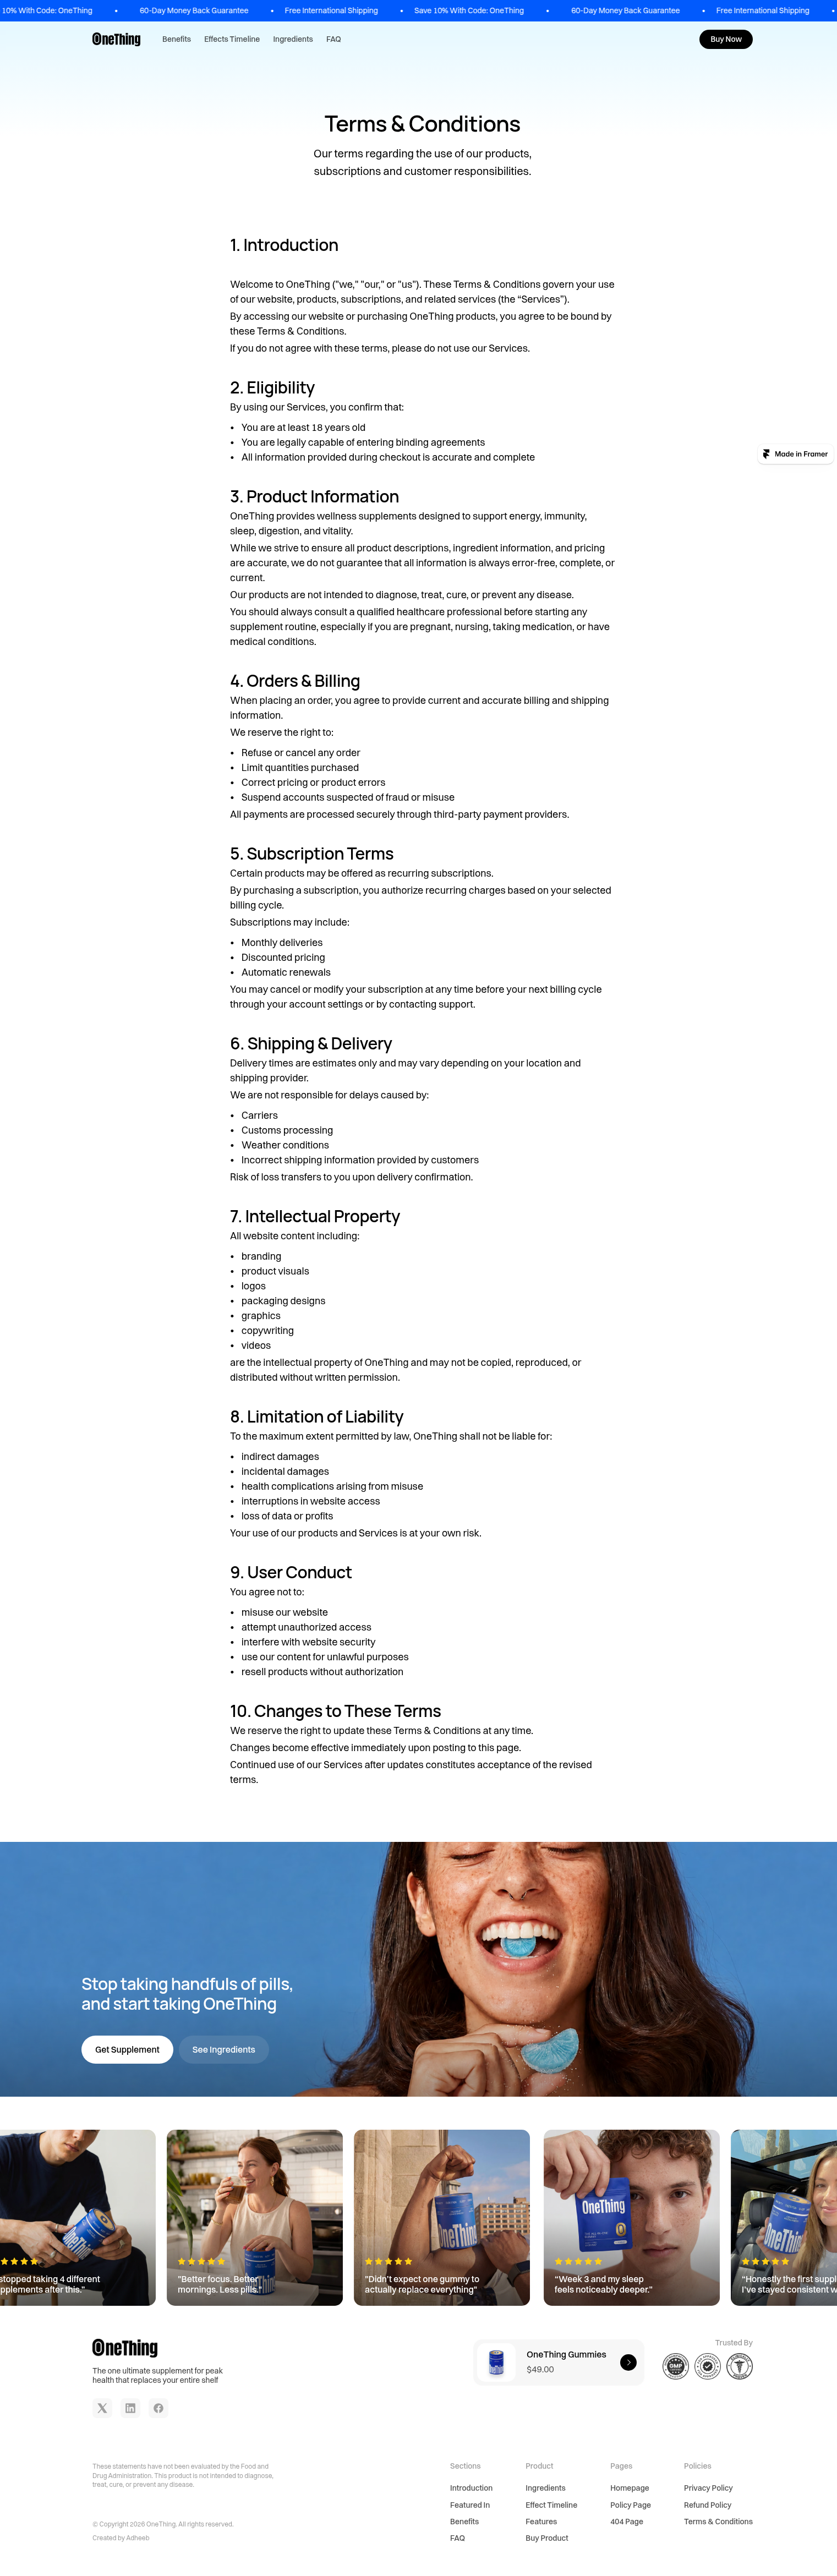 10% With Code: OneThing • 60-Day Money Back Guarantee • Free International Shipping • Save 10% With Code: OneThing • 60-Day Money Back Guarantee • Free International Shipping •
OneThing Benefits Effects Timeline Ingredients FAQ Buy Now
Terms & Conditions
Our terms regarding the use of our products,
subscriptions and customer responsibilities.
1. Introduction
Welcome to OneThing ("we," "our," or "us"). These Terms & Conditions govern your use
of our website, products, subscriptions, and related services (the “Services”).
By accessing our website or purchasing OneThing products, you agree to be bound by
these Terms & Conditions.
If you do not agree with these terms, please do not use our Services.
2. Eligibility
By using our Services, you confirm that:
• You are at least 18 years old
• You are legally capable of entering binding agreements
• All information provided during checkout is accurate and complete
Made in Framer
3. Product Information
OneThing provides wellness supplements designed to support energy, immunity,
sleep, digestion, and vitality.
While we strive to ensure all product descriptions, ingredient information, and pricing
are accurate, we do not guarantee that all information is always error-free, complete, or
current.
Our products are not intended to diagnose, treat, cure, or prevent any disease.
You should always consult a qualified healthcare professional before starting any
supplement routine, especially if you are pregnant, nursing, taking medication, or have
medical conditions.
4. Orders & Billing
When placing an order, you agree to provide current and accurate billing and shipping
information.
We reserve the right to:
• Refuse or cancel any order
• Limit quantities purchased
• Correct pricing or product errors
• Suspend accounts suspected of fraud or misuse
All payments are processed securely through third-party payment providers.
5. Subscription Terms
Certain products may be offered as recurring subscriptions.
By purchasing a subscription, you authorize recurring charges based on your selected
billing cycle.
Subscriptions may include:
• Monthly deliveries
• Discounted pricing
• Automatic renewals
You may cancel or modify your subscription at any time before your next billing cycle
through your account settings or by contacting support.
6. Shipping & Delivery
Delivery times are estimates only and may vary depending on your location and
shipping provider.
We are not responsible for delays caused by:
• Carriers
• Customs processing
• Weather conditions
• Incorrect shipping information provided by customers
Risk of loss transfers to you upon delivery confirmation.
7. Intellectual Property
All website content including:
• branding
• product visuals
• logos
• packaging designs
• graphics
• copywriting
• videos
are the intellectual property of OneThing and may not be copied, reproduced, or
distributed without written permission.
8. Limitation of Liability
To the maximum extent permitted by law, OneThing shall not be liable for:
• indirect damages
• incidental damages
• health complications arising from misuse
• interruptions in website access
• loss of data or profits
Your use of our products and Services is at your own risk.
9. User Conduct
You agree not to:
• misuse our website
• attempt unauthorized access
• interfere with website security
• use our content for unlawful purposes
• resell products without authorization
10. Changes to These Terms
We reserve the right to update these Terms & Conditions at any time.
Changes become effective immediately upon posting to this page.
Continued use of our Services after updates constitutes acceptance of the revised
terms.
Stop taking handfuls of pills,
and start taking OneThing
Get Supplement See Ingredients
stopped taking 4 different
pplements after this."
"Better focus. Better
mornings. Less pills."
OneThing
"Didn't expect one gummy to
actually replace everything"
OneThing
"Week 3 and my sleep
feels noticeably deeper."
OneThing
"Honestly the first suppl
I've stayed consistent w
OneThing
The one ultimate supplement for peak
health that replaces your entire shelf
OneThing Gummies
$49.00
Trusted By
GMP
These statements have not been evaluated by the Food and
Drug Administration. This product is not intended to diagnose,
treat, cure, or prevent any disease.
© Copyright 2026 OneThing. All rights reserved.
Created by Adheeb
Sections
Introduction
Featured In
Benefits
FAQ
Product
Ingredients
Effect Timeline
Features
Buy Product
Pages
Homepage
Policy Page
404 Page
Policies
Privacy Policy
Refund Policy
Terms & Conditions